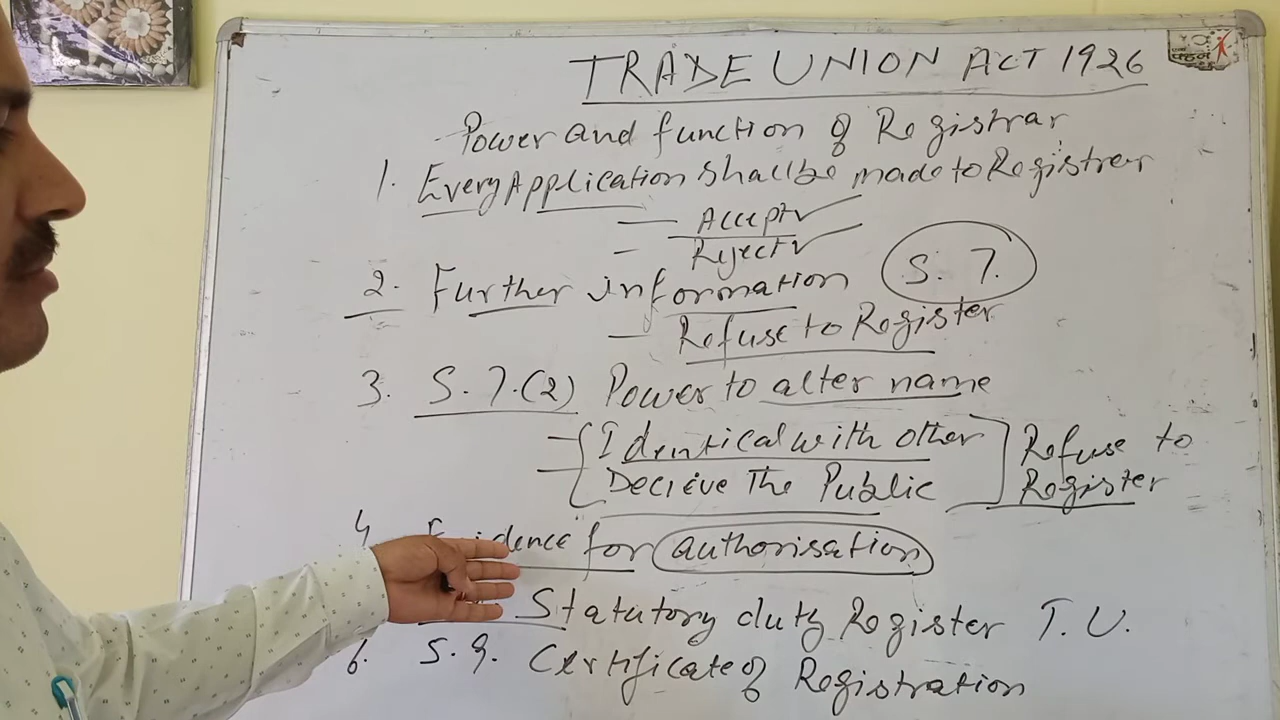 TRADE UNION ACT 1926
Power and function of Registrar
1. Every Application shall be made to Registrer
— Accept
— Reject
2. Further information S. 7.
— Refuse to Register
3. S. 7.(2) Power to alter name
— Identical with other
— Decieve The Public
Refuse to
Register
4. for authorisation
Statutory duty Register T. U.
6. S. 9. Certificate of Registration